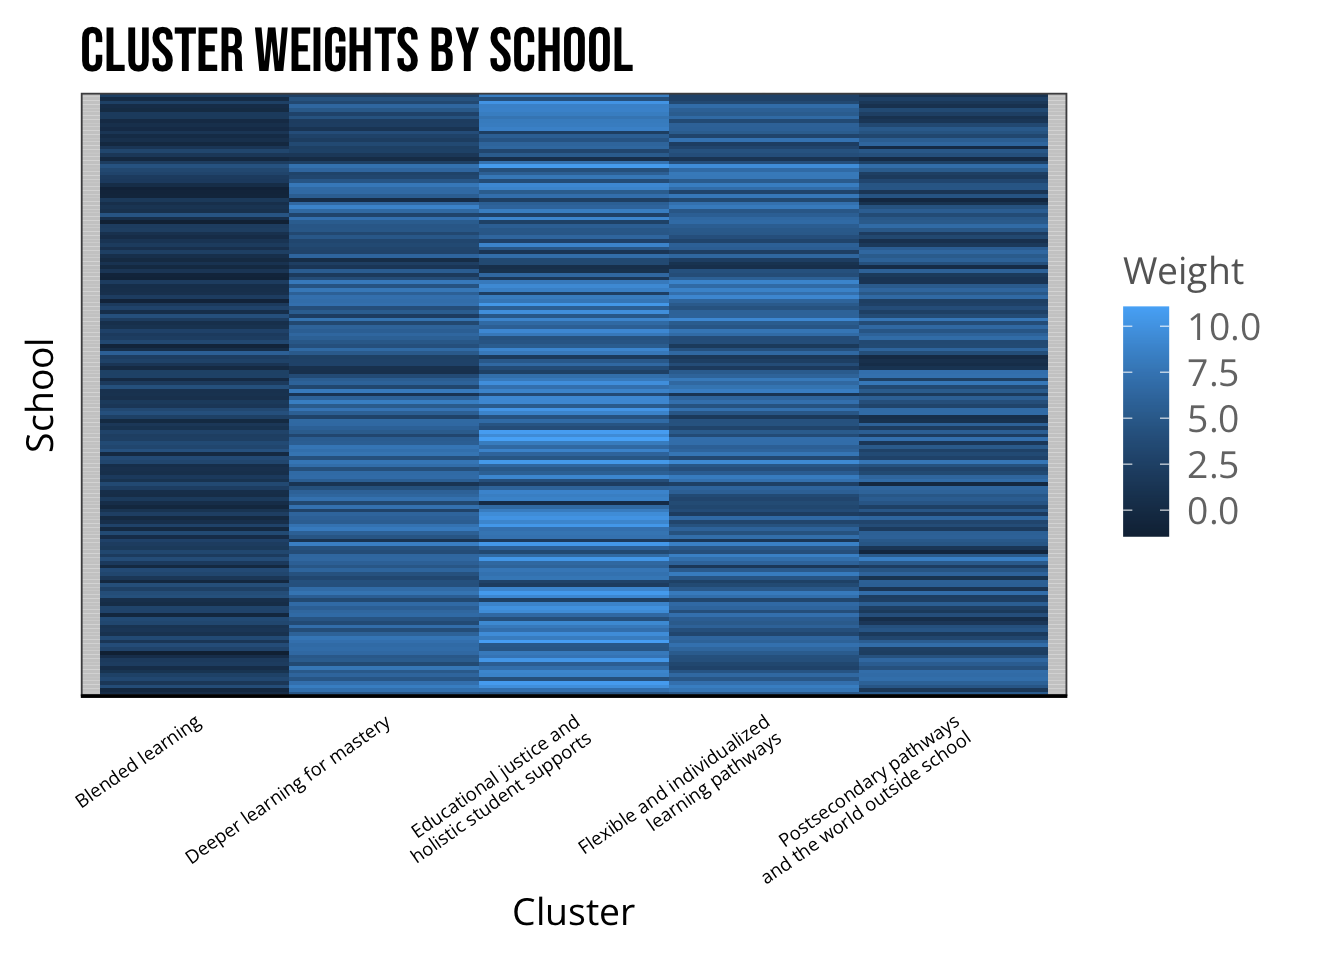 CLUSTER WEIGHTS BY SCHOOL
School
Weight
10.0
7.5
5.0
2.5
0.0
Blended learning
Deeper learning for mastery
Educational justice and
holistic student supports
Flexible and individualized
learning pathways
Postsecondary pathways
and the world outside school
Cluster